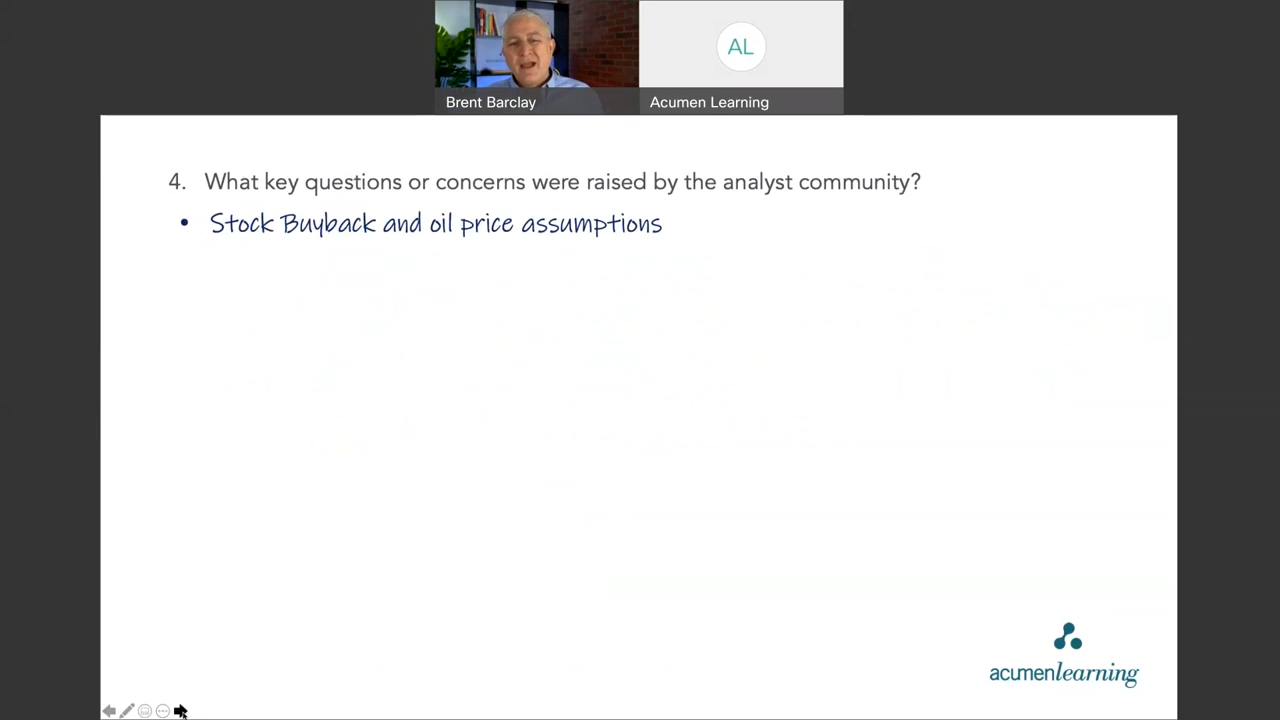 AL
Brent Barclay
Acumen Learning
4. What key questions or concerns were raised by the analyst community?
• Stock Buyback and oil price assumptions
acumenlearning